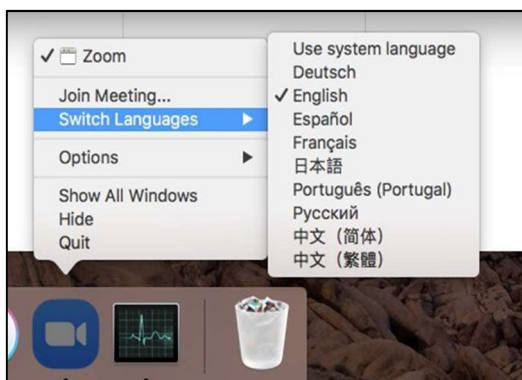 Zoom
Join Meeting...
Switch Languages
Options
Show All Windows
Hide
Quit
Use system language
Deutsch
English
Español
Français
日本語
Português (Portugal)
Русский
中文（简体）
中文（繁體）